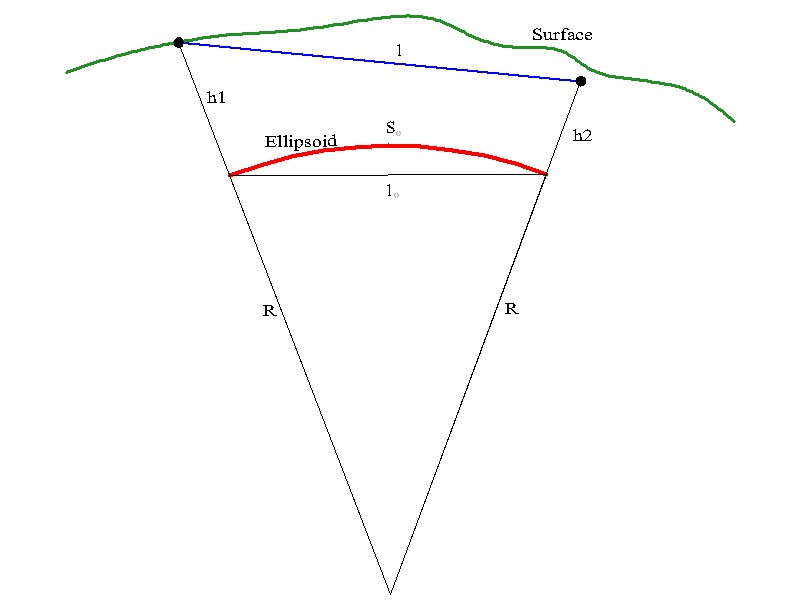 Surface
l
h1
S₀
h2
Ellipsoid
l₀
R
R